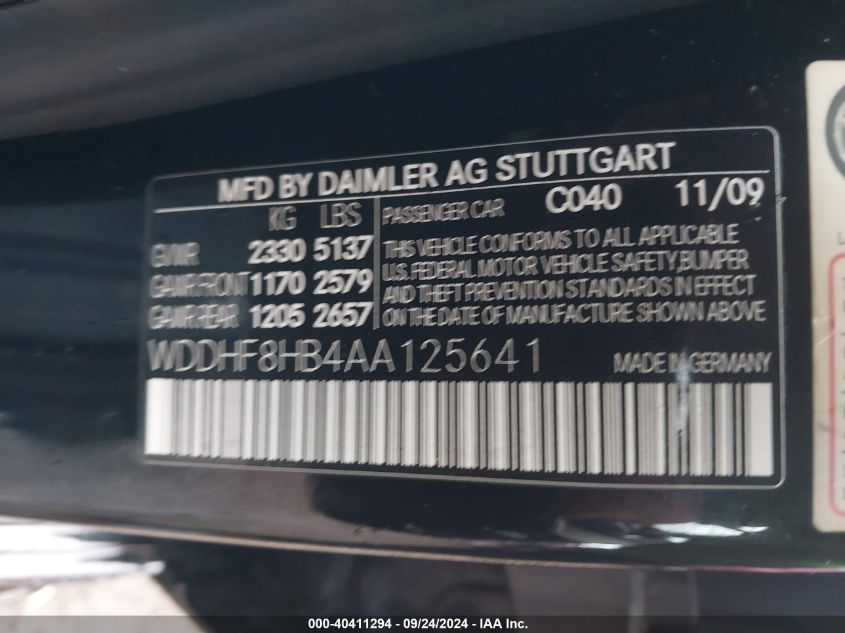 MFD BY DAIMLER AG STUTTGART
KG LBS PASSENGER CAR C040 11/09
GVWR 2330 5137 THIS VEHICLE CONFORMS TO ALL APPLICABLE
GAWR FRONT 1170 2579 U.S. FEDERAL MOTOR VEHICLE SAFETY, BUMPER
GAWR REAR 1205 2657 AND THEFT PREVENTION STANDARDS IN EFFECT
ON THE DATE OF MANUFACTURE SHOWN ABOVE
WDDHF8HB4AA125641 MADE IN GERMANY
000-40411294 - 09/24/2024 - IAA Inc.